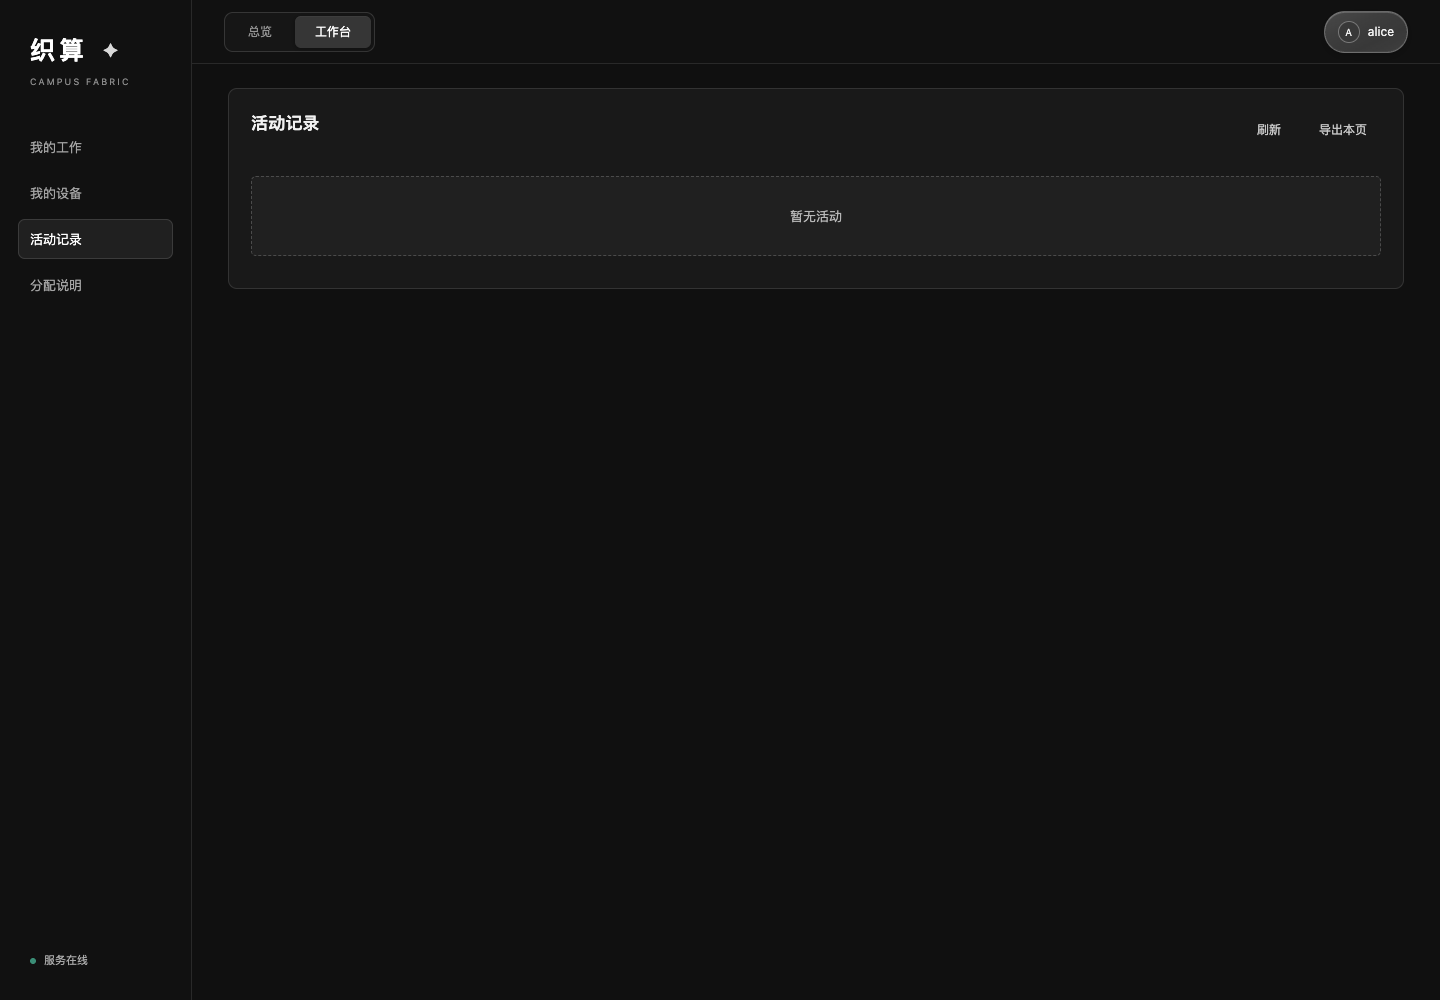 织算
CAMPUS FABRIC
我的工作
我的设备
活动记录
分配说明
服务在线
总览
工作台
A
alice
活动记录
刷新
导出本页
暂无活动